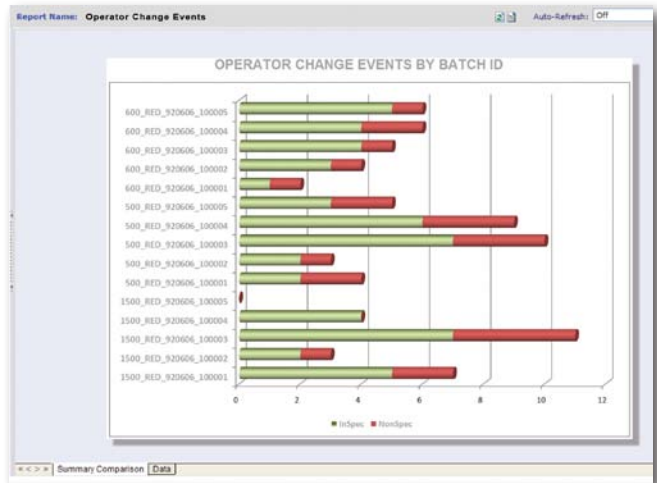 Report Name: Operator Change Events
Auto-Refresh: Off
OPERATOR CHANGE EVENTS BY BATCH ID
600_RED_920606_100005
600_RED_920606_100004
600_RED_920606_100003
600_RED_920606_100002
600_RED_920606_100001
500_RED_920606_100005
500_RED_920606_100004
500_RED_920606_100003
500_RED_920606_100002
500_RED_920606_100001
1500_RED_920606_100005
1500_RED_920606_100004
1500_RED_920606_100003
1500_RED_920606_100002
1500_RED_920606_100001
0 2 4 6 8 10 12
InSpec NonSpec
Summary Comparison Data